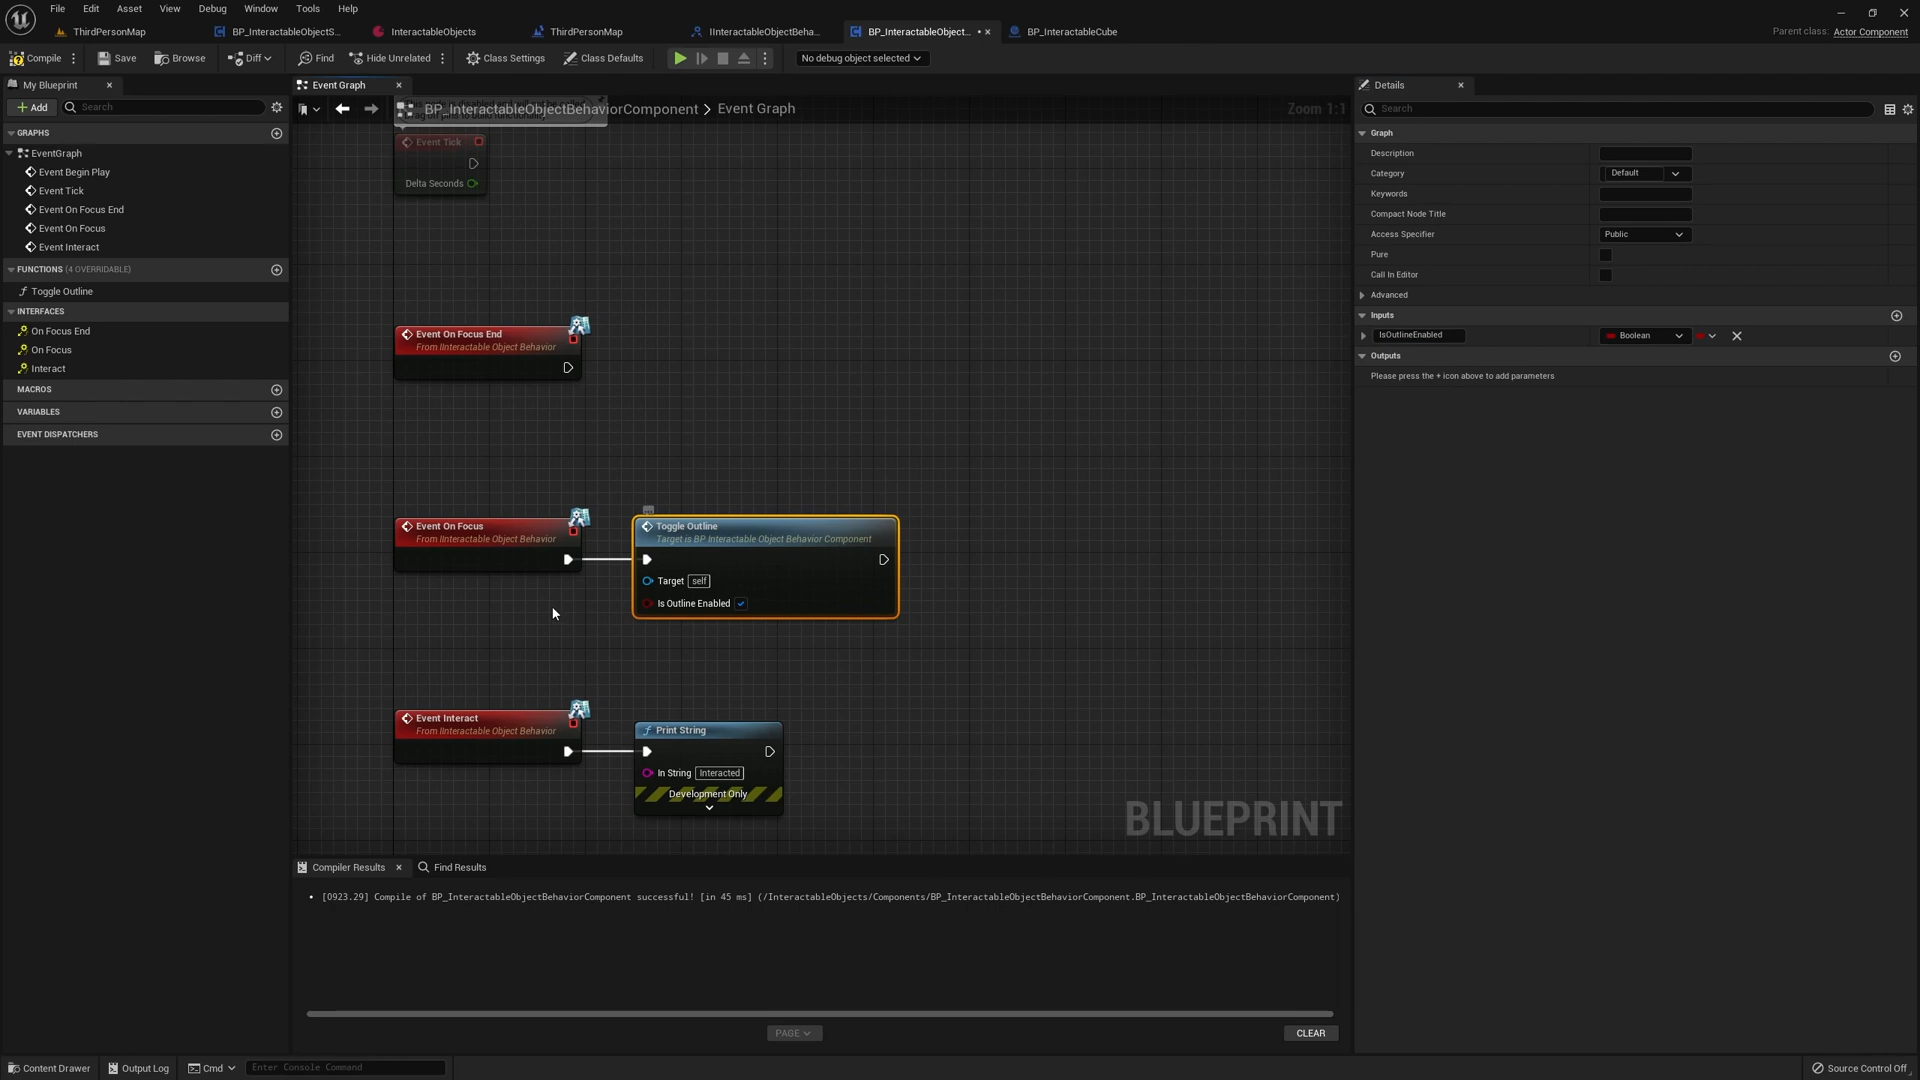 File Edit Asset View Debug Window Tools Help
ThirdPersonMap BP_InteractableObjectS... InteractableObjects ThirdPersonMap IInteractableObjectBeha... BP_InteractableObject... BP_InteractableCube
Parent class: Actor Component
Compile Save Browse Diff Find Hide Unrelated Class Settings Class Defaults No debug object selected
My Blueprint
Add Search
GRAPHS
EventGraph
Event Begin Play
Event Tick
Event On Focus End
Event On Focus
Event Interact
FUNCTIONS (4 OVERRIDABLE)
Toggle Outline
INTERFACES
On Focus End
On Focus
Interact
MACROS
VARIABLES
EVENT DISPATCHERS
Event Graph
BP_InteractableObjectBehaviorComponent > Event Graph
Zoom 1:1
Event Tick
Delta Seconds
Event On Focus End
From IInteractable Object Behavior
Event On Focus
From IInteractable Object Behavior
Toggle Outline
Target is BP Interactable Object Behavior Component
Target self
Is Outline Enabled
Event Interact
From IInteractable Object Behavior
Print String
In String Interacted
Development Only
BLUEPRINT
Compiler Results Find Results
[0923.29] Compile of BP_InteractableObjectBehaviorComponent successful! [in 45 ms] (/InteractableObjects/Components/BP_InteractableObjectBehaviorComponent.BP_InteractableObjectBehaviorComponent)
PAGE CLEAR
Details
Search
Graph
Description
Category Default
Keywords
Compact Node Title
Access Specifier Public
Pure
Call In Editor
Advanced
Inputs
IsOutlineEnabled Boolean
Outputs
Please press the + icon above to add parameters
Content Drawer Output Log Cmd Enter Console Command Source Control Off